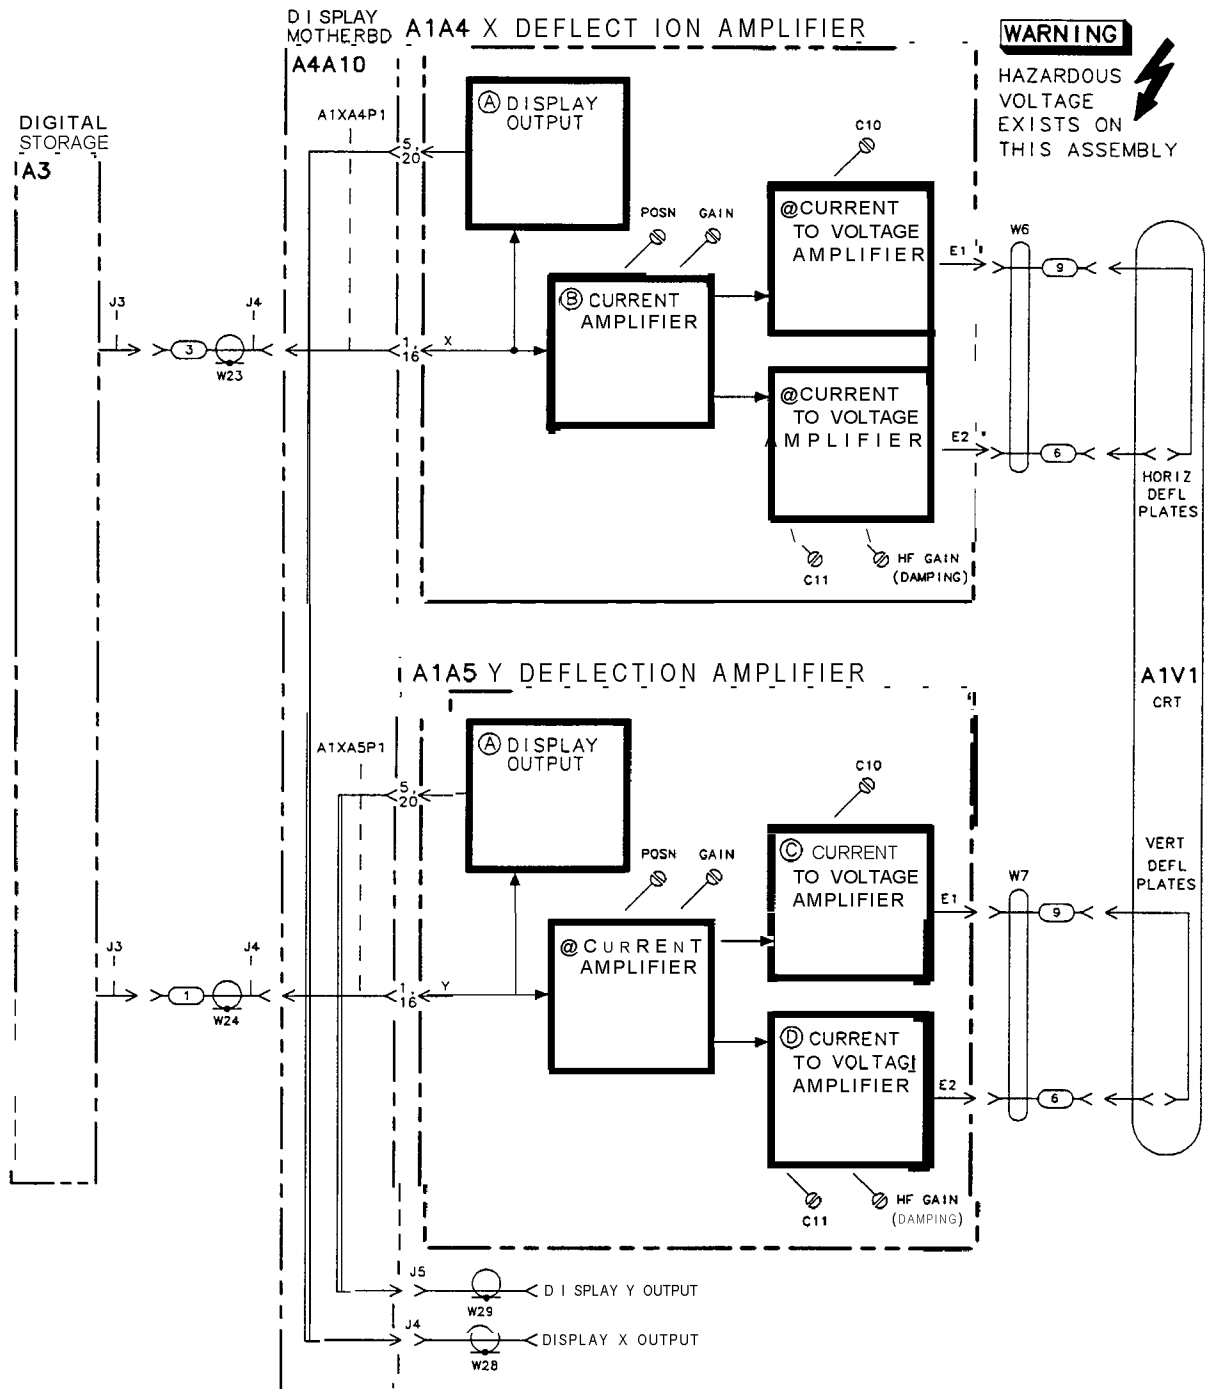 DISPLAY
MOTHERBD
A4A10
A1A4 X DEFLECT ION AMPLIFIER
WARNING
HAZARDOUS
VOLTAGE
EXISTS ON
THIS ASSEMBLY
DIGITAL
STORAGE
A3
A1XA4P1
5,
20
A DISPLAY
OUTPUT
C10
POSN
GAIN
@CURRENT
TO VOLTAGE
AMPLIFIER
E1
W6
9
B CURRENT
AMPLIFIER
J3
3
W23
J4
1,
16
X
@CURRENT
TO VOLTAGE
AMPLIFIER
E2
6
HORIZ
DEFL
PLATES
C11
HF GAIN
(DAMPING)
A1A5 Y DEFLECTION AMPLIFIER
A1V1
CRT
A1XA5P1
5,
20
A DISPLAY
OUTPUT
C10
POSN
GAIN
C CURRENT
TO VOLTAGE
AMPLIFIER
E1
W7
9
VERT
DEFL
PLATES
@CURRENT
AMPLIFIER
J3
1
W24
J4
1,
16
Y
D CURRENT
TO VOLTAGE
AMPLIFIER
E2
6
C11
HF GAIN
(DAMPING)
J5
W29
DISPLAY Y OUTPUT
J4
W28
DISPLAY X OUTPUT